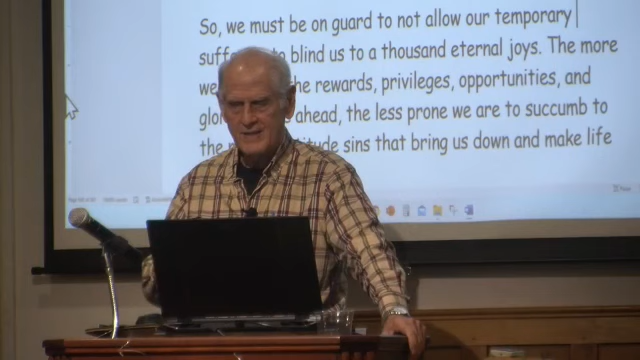 So, we must be on guard to not allow our temporary
to blind us to a thousand eternal joys. The more
we he rewards, privileges, opportunities, and
ahead, the less prone we are to succumb to
the sins that bring us down and make life